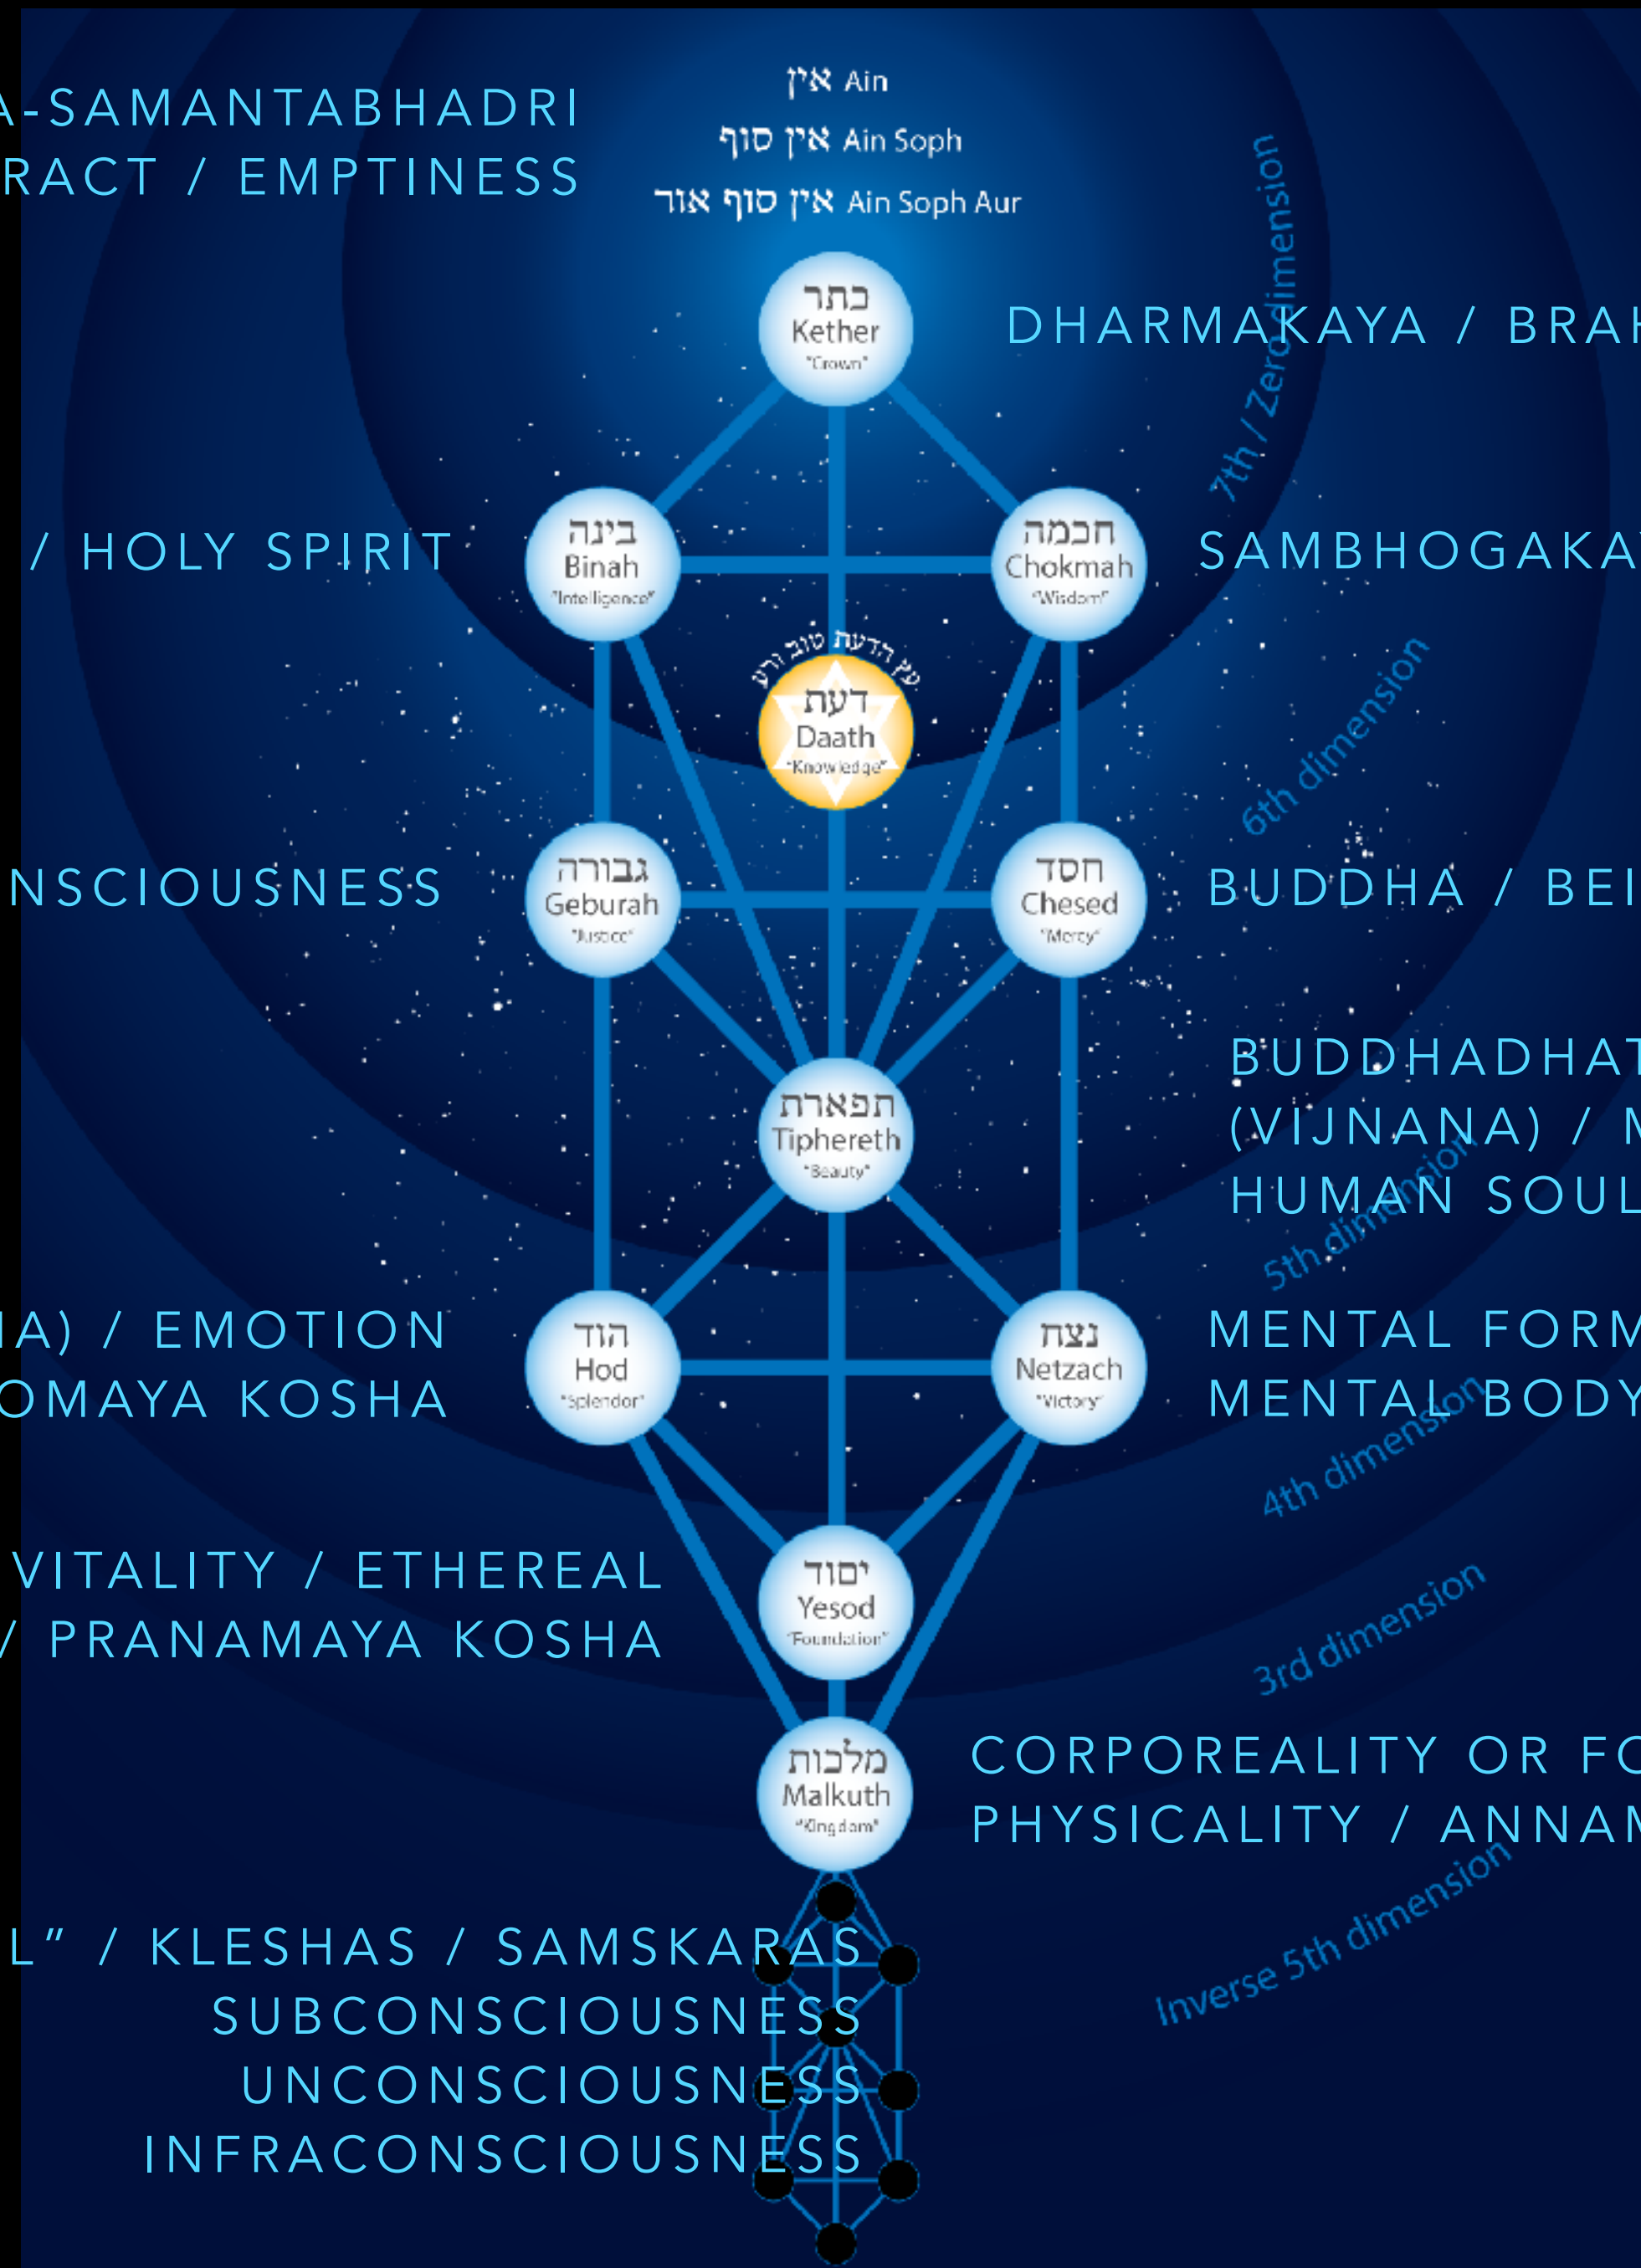 אין Ain
אין סוף Ain Soph
אין סוף אור Ain Soph Aur
A-SAMANTABHADRI
RACT / EMPTINESS
כתר
Kether
"Crown"
DHARMAKAYA / BRAH
7th / Zero dimension
/ HOLY SPIRIT
בינה
Binah
"Intelligence"
חכמה
Chokmah
"Wisdom"
SAMBHOGAKAY
עץ הדעת טוב ורע
דעת
Daath
"Knowledge"
6th dimension
NSCIOUSNESS
גבורה
Geburah
"Justice"
חסד
Chesed
"Mercy"
BUDDHA / BEI
תפארת
Tiphereth
"Beauty"
BUDDHADHAT
(VIJNANA) / M
HUMAN SOUL
5th dimension
IA) / EMOTION
OMAYA KOSHA
הוד
Hod
"Splendor"
נצח
Netzach
"Victory"
MENTAL FORM
MENTAL BODY
4th dimension
VITALITY / ETHEREAL
/ PRANAMAYA KOSHA
יסוד
Yesod
"Foundation"
3rd dimension
מלכות
Malkuth
"Kingdom"
CORPOREALITY OR FO
PHYSICALITY / ANNAM
Inverse 5th dimension
L” / KLESHAS / SAMSKARAS
SUBCONSCIOUSNESS
UNCONSCIOUSNESS
INFRACONSCIOUSNESS